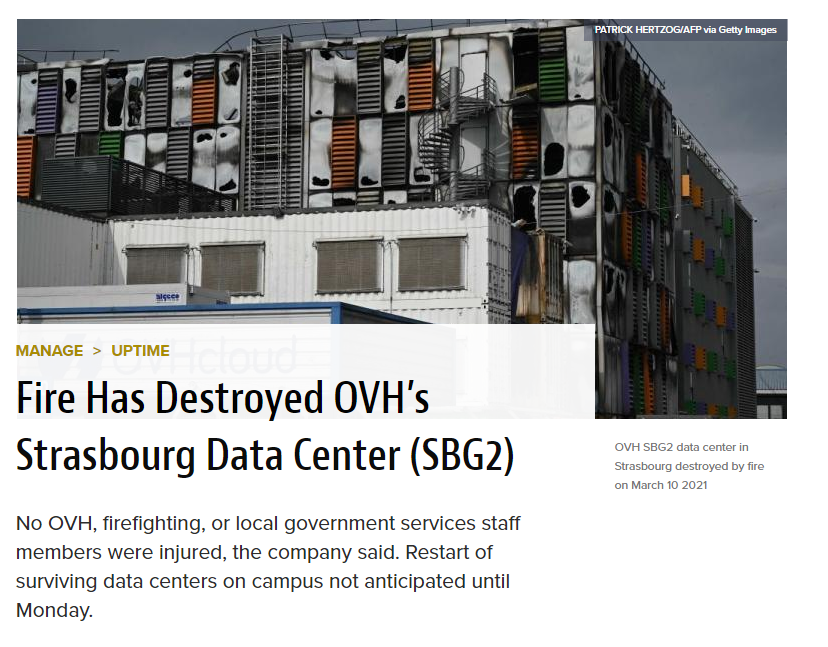 PATRICK HERTZOG/AFP via Getty Images
MANAGE > UPTIME
OVHcloud
Fire Has Destroyed OVH's
Strasbourg Data Center (SBG2)
OVH SBG2 data center in
Strasbourg destroyed by fire
on March 10 2021
No OVH, firefighting, or local government services staff
members were injured, the company said. Restart of
surviving data centers on campus not anticipated until
Monday.